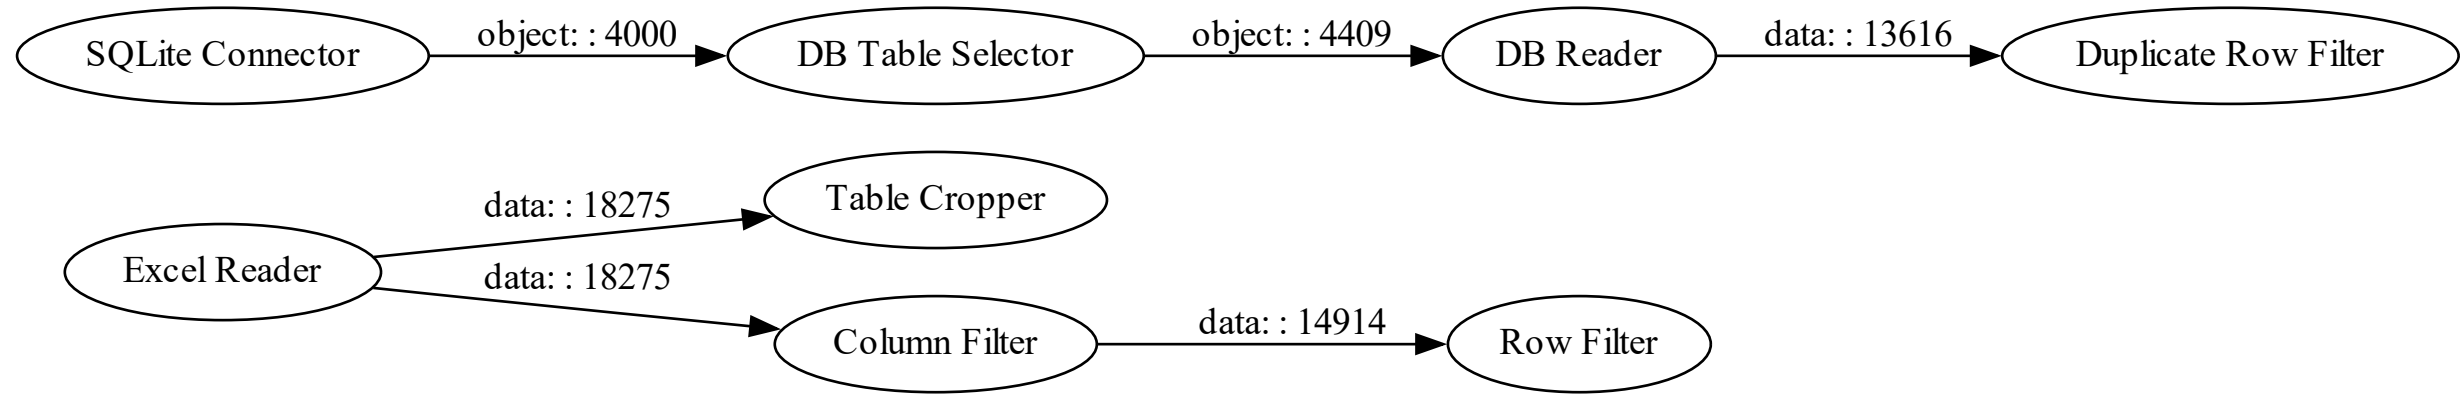 SQLite Connector
object: : 4000
DB Table Selector
object: : 4409
DB Reader
data: : 13616
Duplicate Row Filter
Excel Reader
data: : 18275
Table Cropper
data: : 18275
Column Filter
data: : 14914
Row Filter